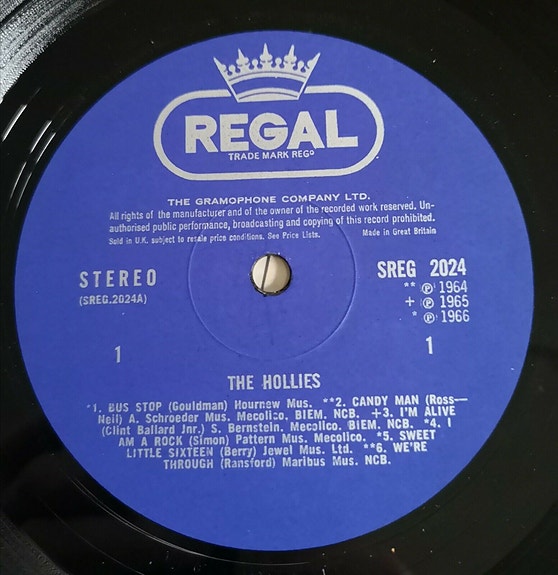 REGAL
TRADE MARK REGD
THE GRAMOPHONE COMPANY LTD.
All rights of the manufacturer and of the owner of the recorded work reserved. Un-
authorised public performance, broadcasting and copying of this record prohibited.
Sold in U.K. subject to resale price conditions. See Price Lists. Made in Great Britain
STEREO
(SREG.2024A)
SREG 2024
** ℗ 1964
+ ℗ 1965
* ℗ 1966
1 1
THE HOLLIES
*1. BUS STOP (Gouldman) Hournew Mus. **2. CANDY MAN (Ross—
Neil) A. Schroeder Mus. Mecolico, BIEM. NCB. +3. I'M ALIVE
(Clint Ballard Jnr.) S. Bernstein. Mecolico. BIEM. NCB. *4. I
AM A ROCK (Simon) Pattern Mus. Mecolico. *5. SWEET
LITTLE SIXTEEN (Berry) Jewel Mus. Ltd. **6. WE'RE
THROUGH (Ransford) Maribus Mus. NCB.